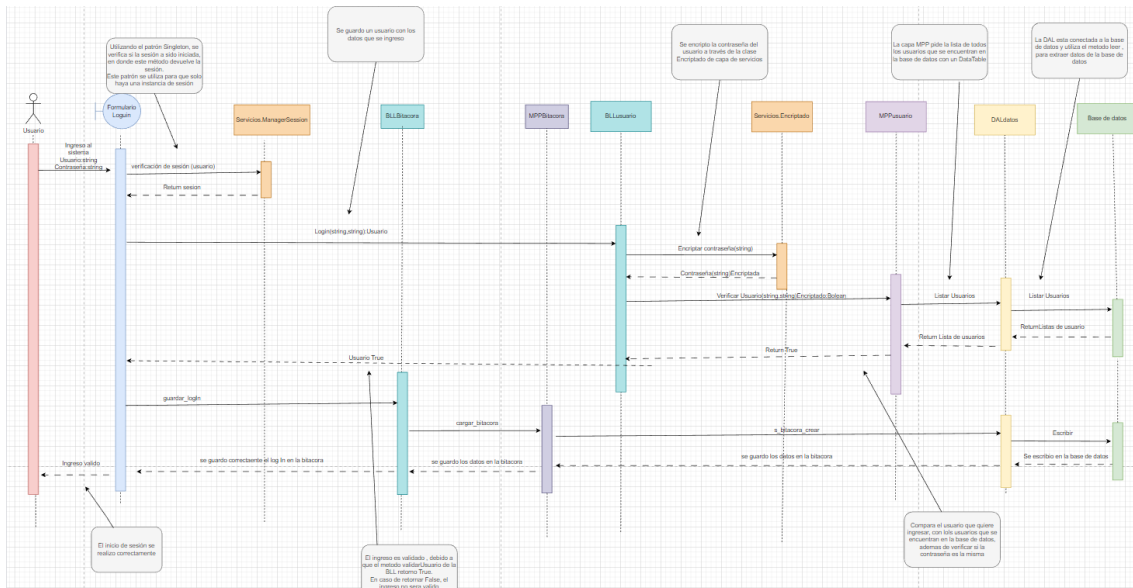 Utilizando el patrón Singleton, se
verifica si la sesión a sido iniciada,
en donde este método devuelve la
sesión.
Este patrón se utiliza para que solo
haya una instancia de sesión
Se guardo un usuario con los
datos que se ingreso
Se encripto la contraseña del
usuario a través de la clase
Encriptado de capa de servicios
La capa MPP pide la lista de todos
los usuarios que se encuentran en
la base de datos con un DataTable
La DAL esta conectada a la base
de datos y utiliza el metodo leer ,
para extraer datos de la base de
datos
Usuario
Formulario
Loguin
Servicios.ManagerSession
BLLBitacora
MPPBitacora
BLLusuario
Servicios.Encriptado
MPPusuario
DALdatos
Base de datos
Ingreso al
sistema
Usuario:string
Contraseña:string
verificación de sesión (usuario)
Return sesion
Login(string,string):Usuario
Encriptar contraseña(string)
Contraseña(string)Encriptada
Verificar Usuario(string,string)Encriptado:Bolean
Listar Usuarios
Listar Usuarios
ReturnListas de usuario
Return Lista de usuarios
Return True
Usuario True
guardar_logIn
cargar_bitacora
s_bitacora_crear
Escribir
Se escribio en la base de datos
se guardo los datos en la bitacora
se guardo los datos en la bitacora
se guardo correctaente el log In en la bitacora
Ingreso valido
El inicio de sesión se
realizo correctamente
El ingreso es validado , debido a
que el metodo validarUsuario de la
BLL retorno True.
En caso de retornar False, el
ingreso no sera valido
Compara el usuario que quiere
ingresar, con lols usuarios que se
encuentran en la base de datos,
ademas de verificar si la
contraseña es la misma